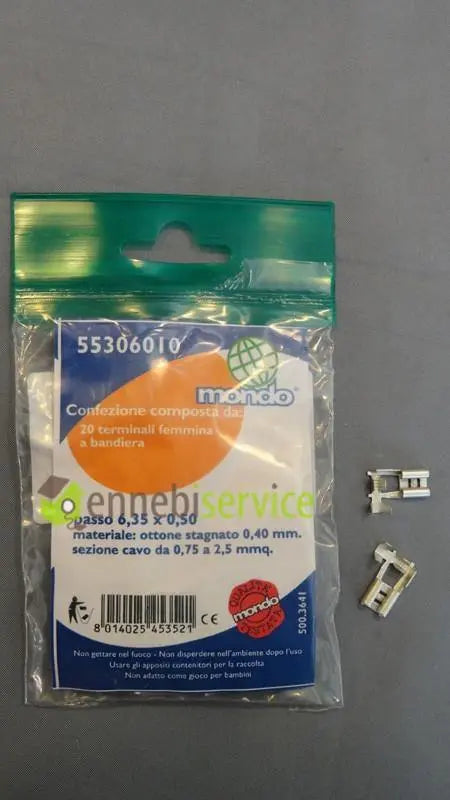 55306010
mondo
Confezione composta da:
20 terminali femmina
a bandiera
ennebiservice
passo 6,35 x 0,50
materiale: ottone stagnato 0,40 mm.
sezione cavo da 0,75 a 2,5 mmq.
QUALITÀ
mondo
8 014025 453521 CE
500.3641
Non gettare nel fuoco - Non disperdere nell'ambiente dopo l'uso
Usare gli appositi contenitori per la raccolta
Non adatto come gioco per bambini